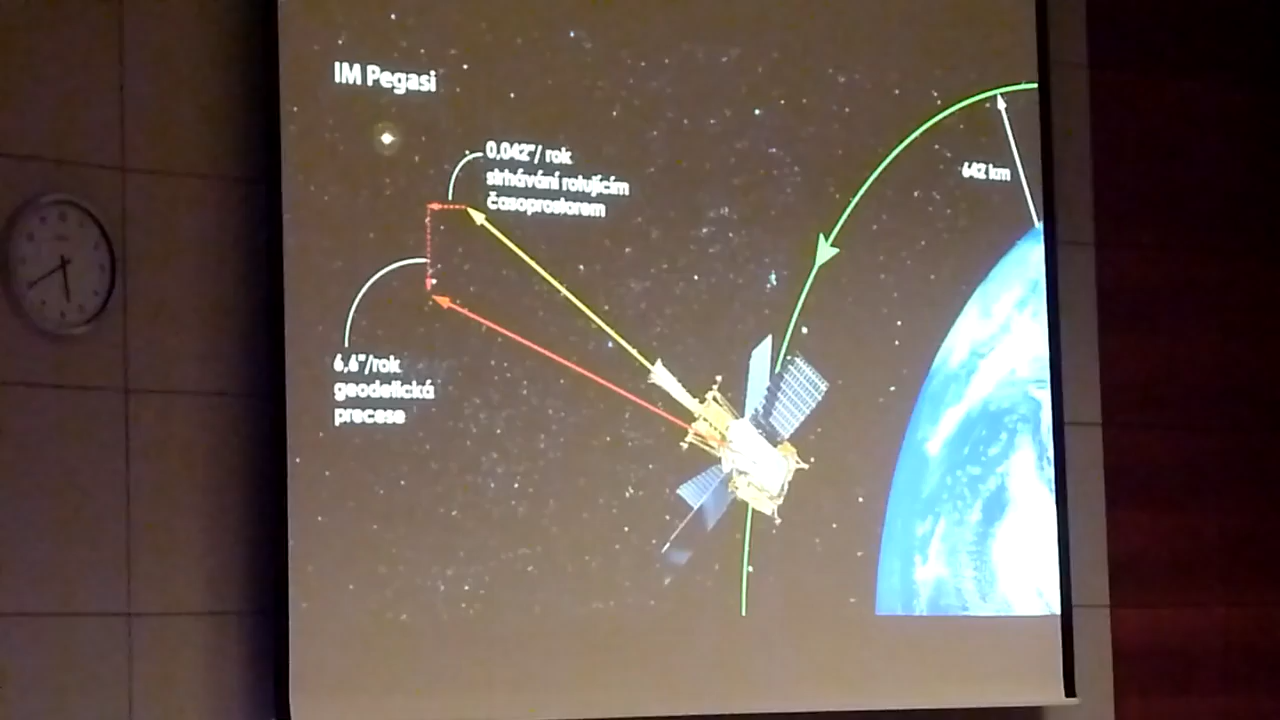 IM Pegasi
0,042"/ rok
strhávání rotujícím
časoprostorem
642 km
6,6"/rok
geodetická
precese